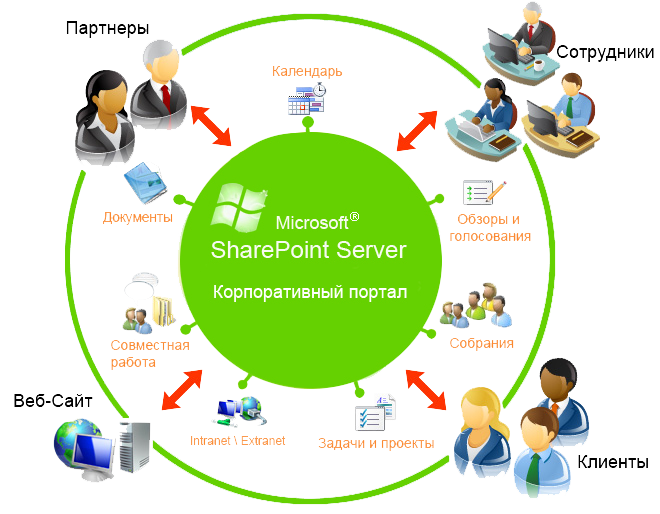 Партнеры
Сотрудники
Календарь
Документы
Обзоры и
голосования
Microsoft®
SharePoint Server
Корпоративный портал
Совместная
работа
Собрания
Веб-Сайт
Intranet \ Extranet
Задачи и проекты
Клиенты